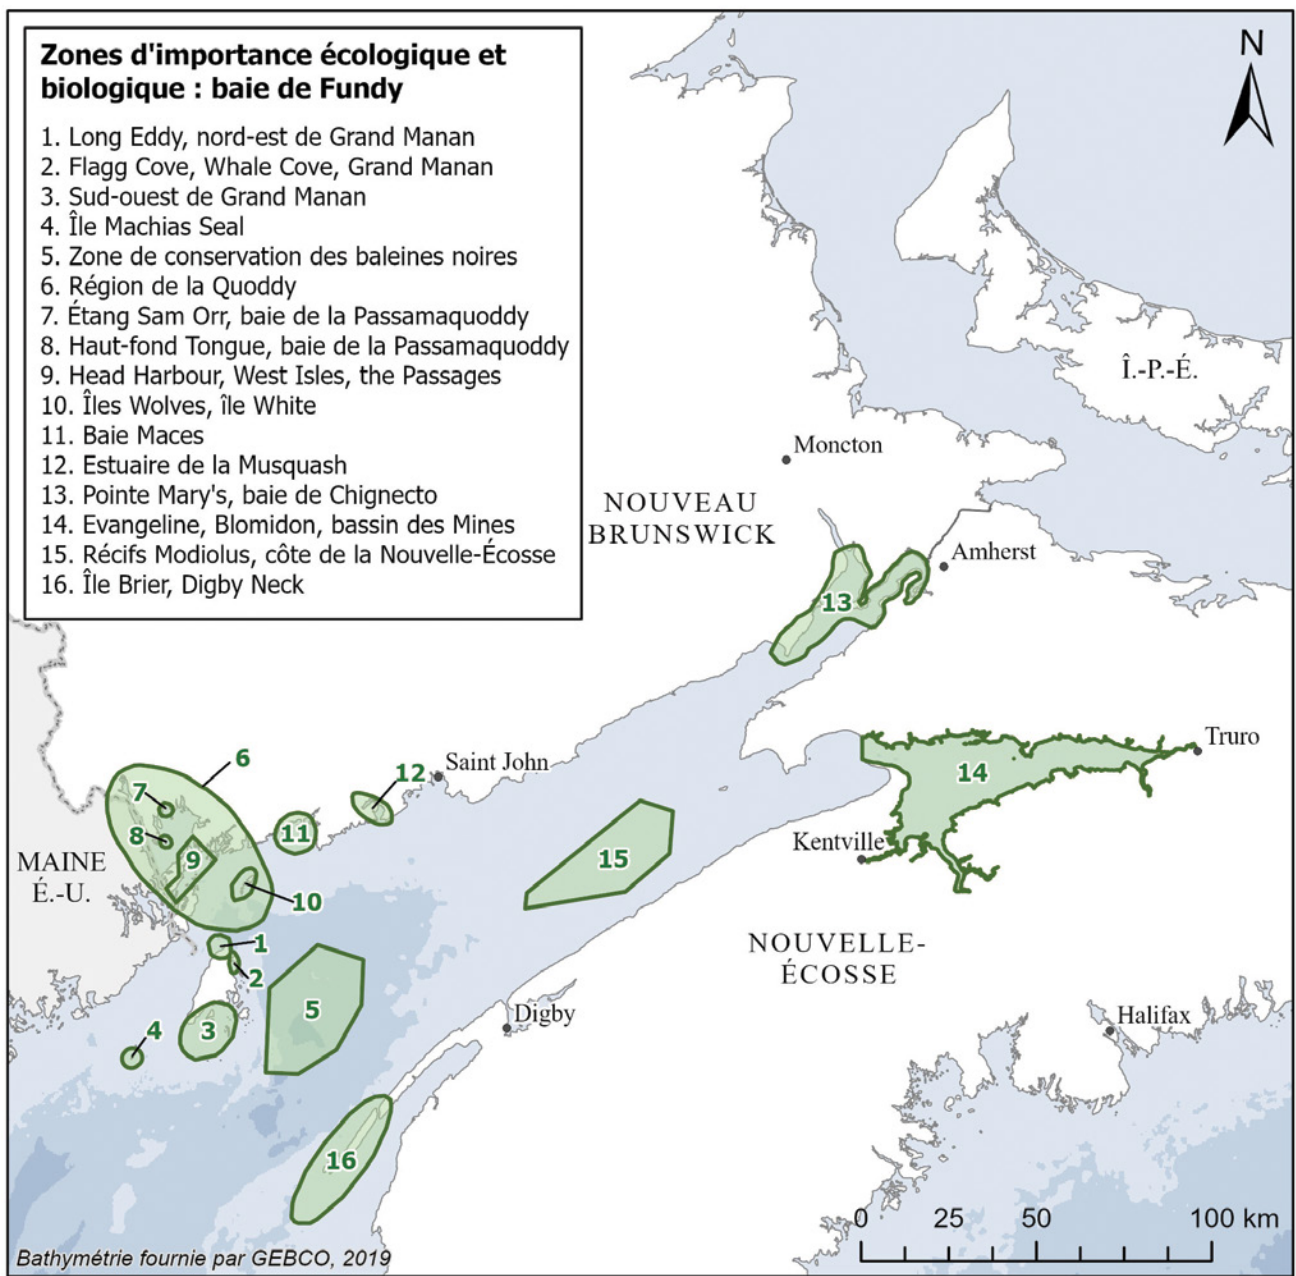 Zones d'importance écologique et
biologique : baie de Fundy
1. Long Eddy, nord-est de Grand Manan
2. Flagg Cove, Whale Cove, Grand Manan
3. Sud-ouest de Grand Manan
4. Île Machias Seal
5. Zone de conservation des baleines noires
6. Région de la Quoddy
7. Étang Sam Orr, baie de la Passamaquoddy
8. Haut-fond Tongue, baie de la Passamaquoddy
9. Head Harbour, West Isles, the Passages
10. Îles Wolves, île White
11. Baie Maces
12. Estuaire de la Musquash
13. Pointe Mary's, baie de Chignecto
14. Evangeline, Blomidon, bassin des Mines
15. Récifs Modiolus, côte de la Nouvelle-Écosse
16. Île Brier, Digby Neck
N
Î.-P.-É.
Moncton
NOUVEAU
BRUNSWICK
Amherst
13
Truro
6
Saint John
12
14
7
11
8
Kentville
15
MAINE
É.-U.
9
10
NOUVELLE-
ÉCOSSE
1
2
5
Digby
Halifax
4
3
16
0 25 50 100 km
Bathymétrie fournie par GEBCO, 2019